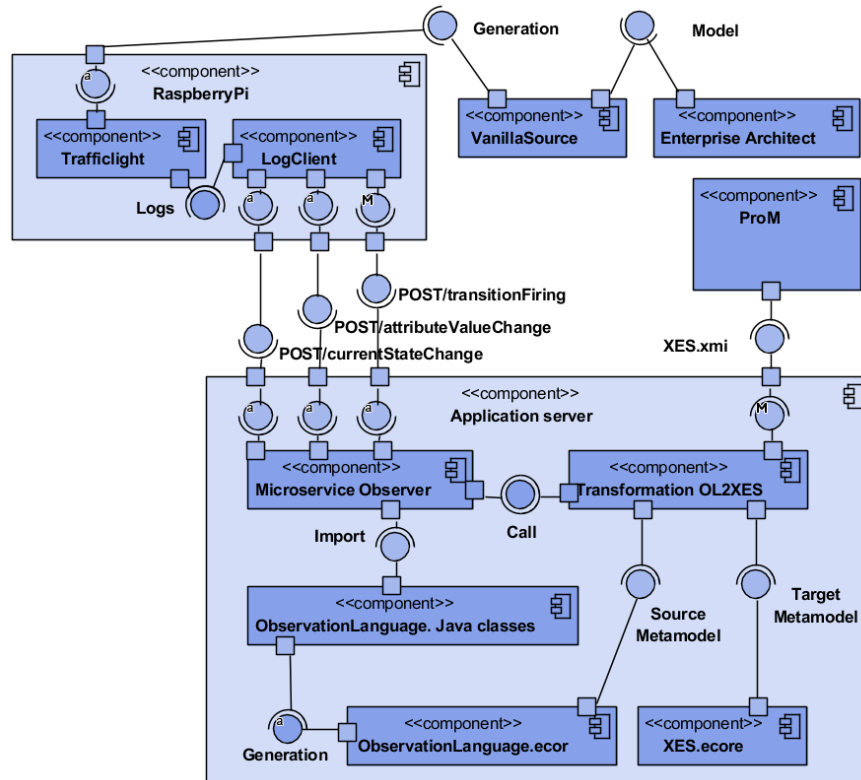 Generation
Model
<<component>>
RaspberryPi
a
<<component>>
Trafficlight
<<component>>
LogClient
<<component>>
VanillaSource
<<component>>
Enterprise Architect
Logs
a
a
M
<<component>>
ProM
POST/transitionFiring
POST/attributeValueChange
POST/currentStateChange
XES.xmi
<<component>>
Application server
a
a
a
M
<<component>>
Microservice Observer
<<component>>
Transformation OL2XES
Import
Call
<<component>>
ObservationLanguage. Java classes
Source
Metamodel
Target
Metamodel
a
Generation
<<component>>
ObservationLanguage.ecor
<<component>>
XES.ecore